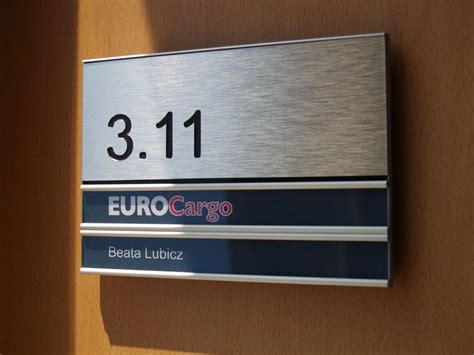 3.11
EUROCargo
Beata Lubicz